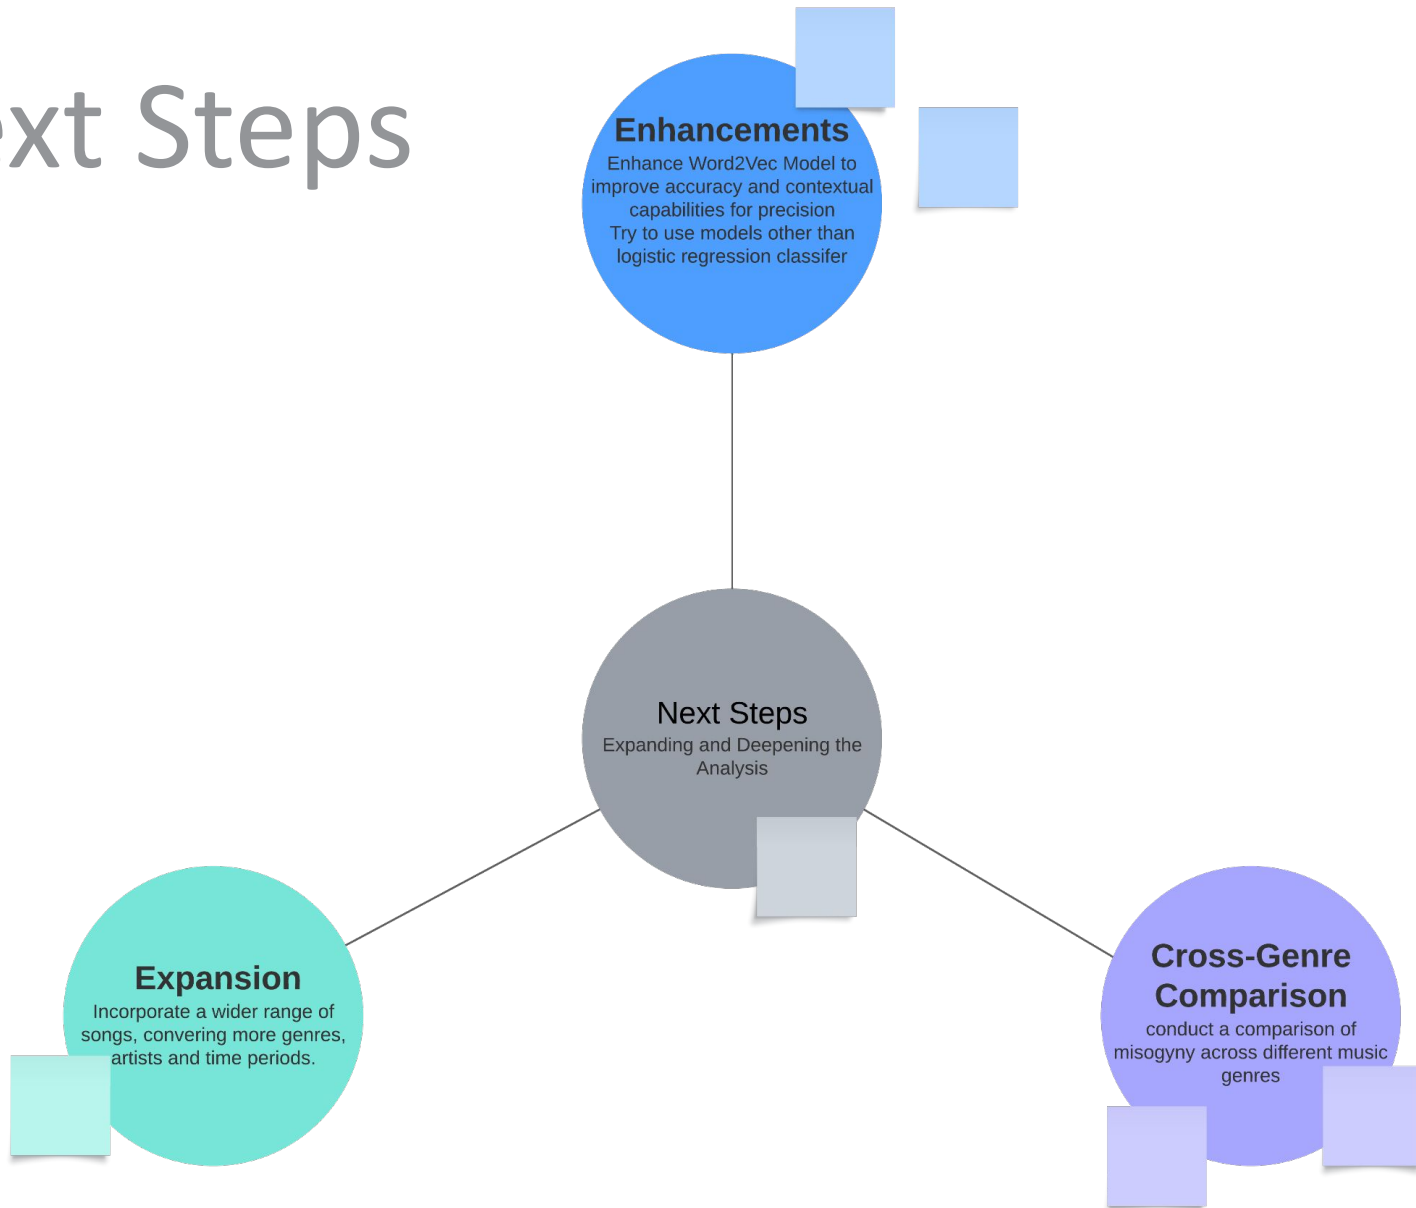 ext Steps
Enhancements
Enhance Word2Vec Model to
improve accuracy and contextual
capabilities for precision
Try to use models other than
logistic regression classifer
Next Steps
Expanding and Deepening the
Analysis
Expansion
Incorporate a wider range of
songs, convering more genres,
artists and time periods.
Cross-Genre
Comparison
conduct a comparison of
misogyny across different music
genres